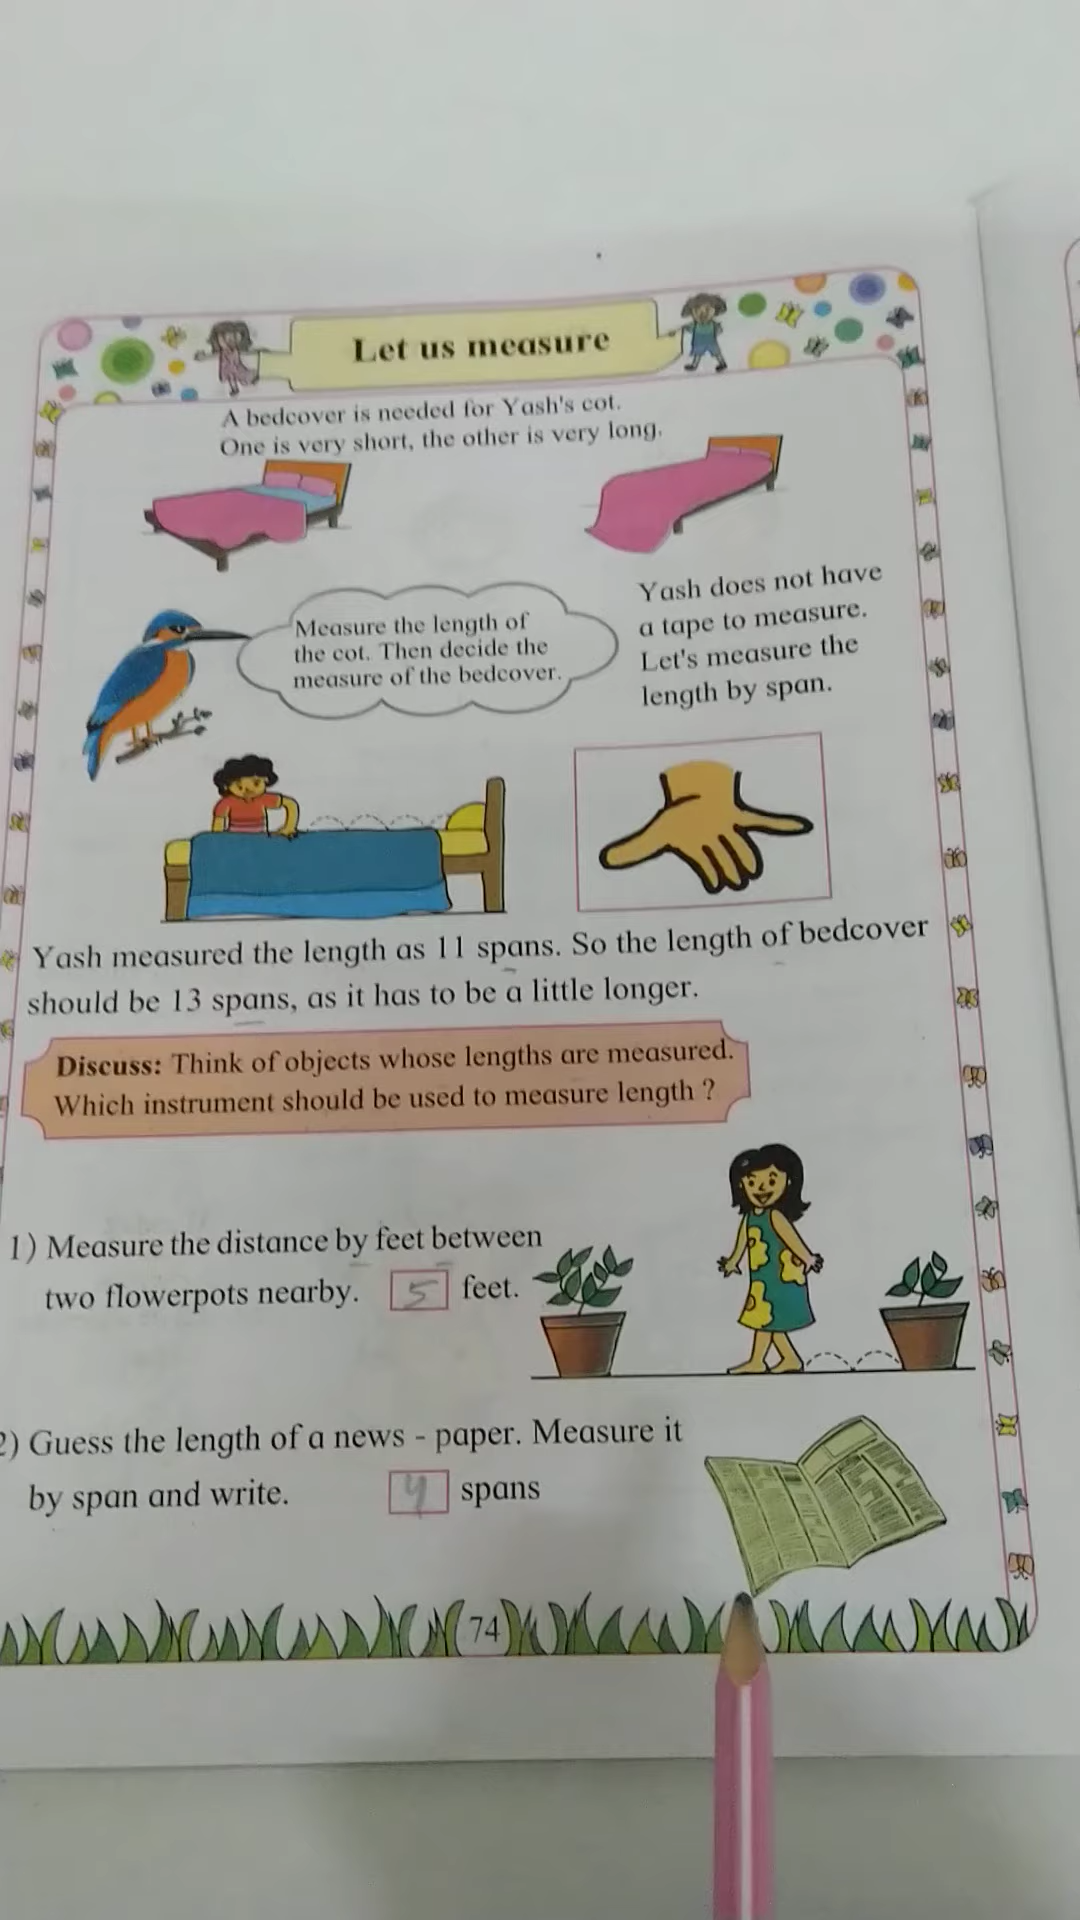 Let us measure
A bedcover is needed for Yash's cot.
One is very short, the other is very long.
Measure the length of
the cot. Then decide the
measure of the bedcover.
Yash does not have
a tape to measure.
Let's measure the
length by span.
Yash measured the length as 11 spans. So the length of bedcover
should be 13 spans, as it has to be a little longer.
Discuss: Think of objects whose lengths are measured.
Which instrument should be used to measure length ?
1) Measure the distance by feet between
two flowerpots nearby. 5 feet.
2) Guess the length of a news - paper. Measure it
by span and write. 4 spans
74